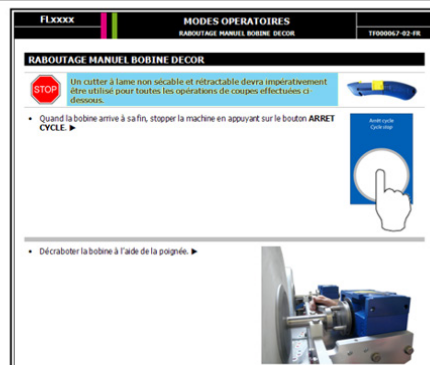 FLxxxx
MODES OPERATOIRES
RABOUTAGE MANUEL BOBINE DECOR
TF000067-02-FR
RABOUTAGE MANUEL BOBINE DECOR
STOP
Un cutter à lame non sécable et rétractable devra impérativement
être utilisé pour toutes les opérations de coupes effectuées ci-
dessous.
• Quand la bobine arrive à sa fin, stopper la machine en appuyant sur le bouton ARRET
CYCLE. ▶
Arrêt cycle
Cycle stop
• Décraboter la bobine à l'aide de la poignée. ▶